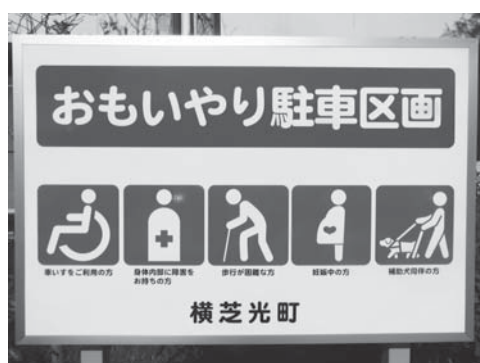 おもいやり駐車区画
車いすをご利用の方
身体内部に障害を
お持ちの方
歩行が困難な方
妊娠中の方
補助犬同伴の方
横芝光町